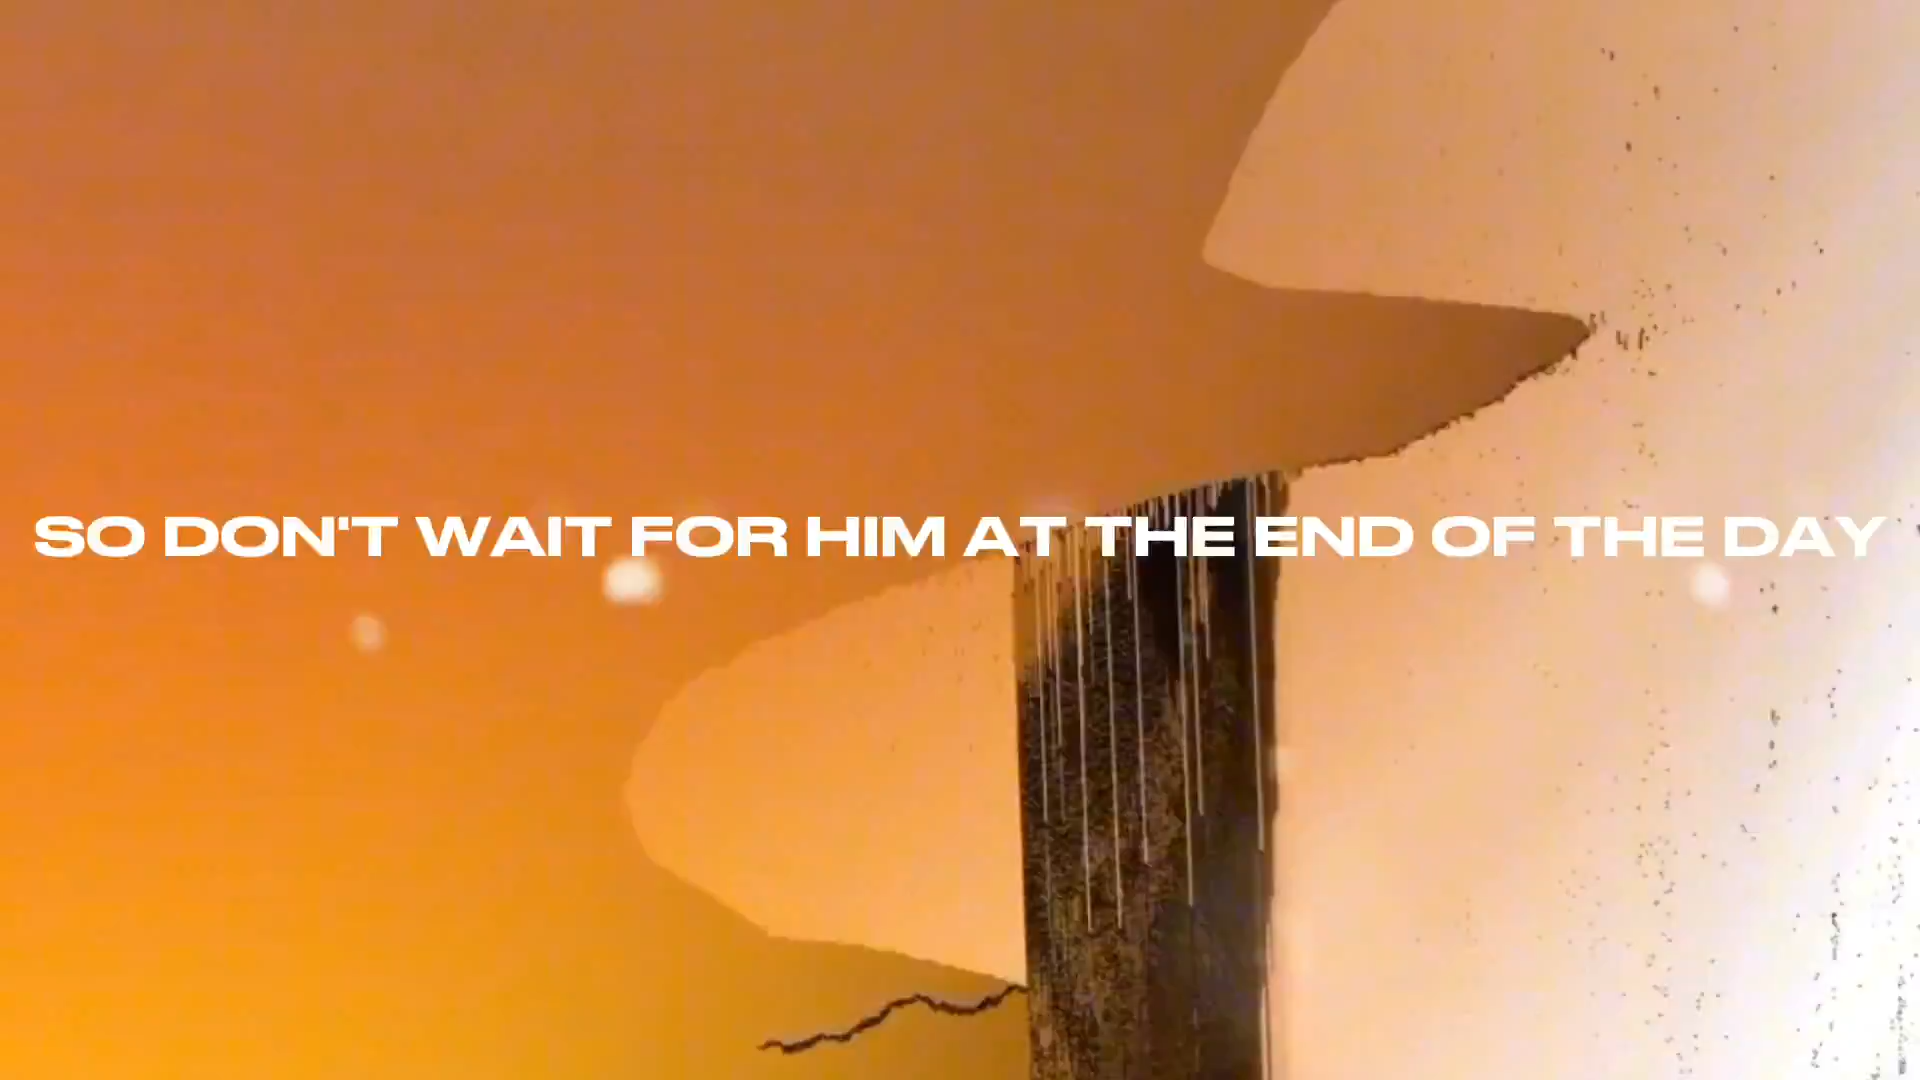 SO DON'T WAIT FOR HIM AT THE END OF THE DAY